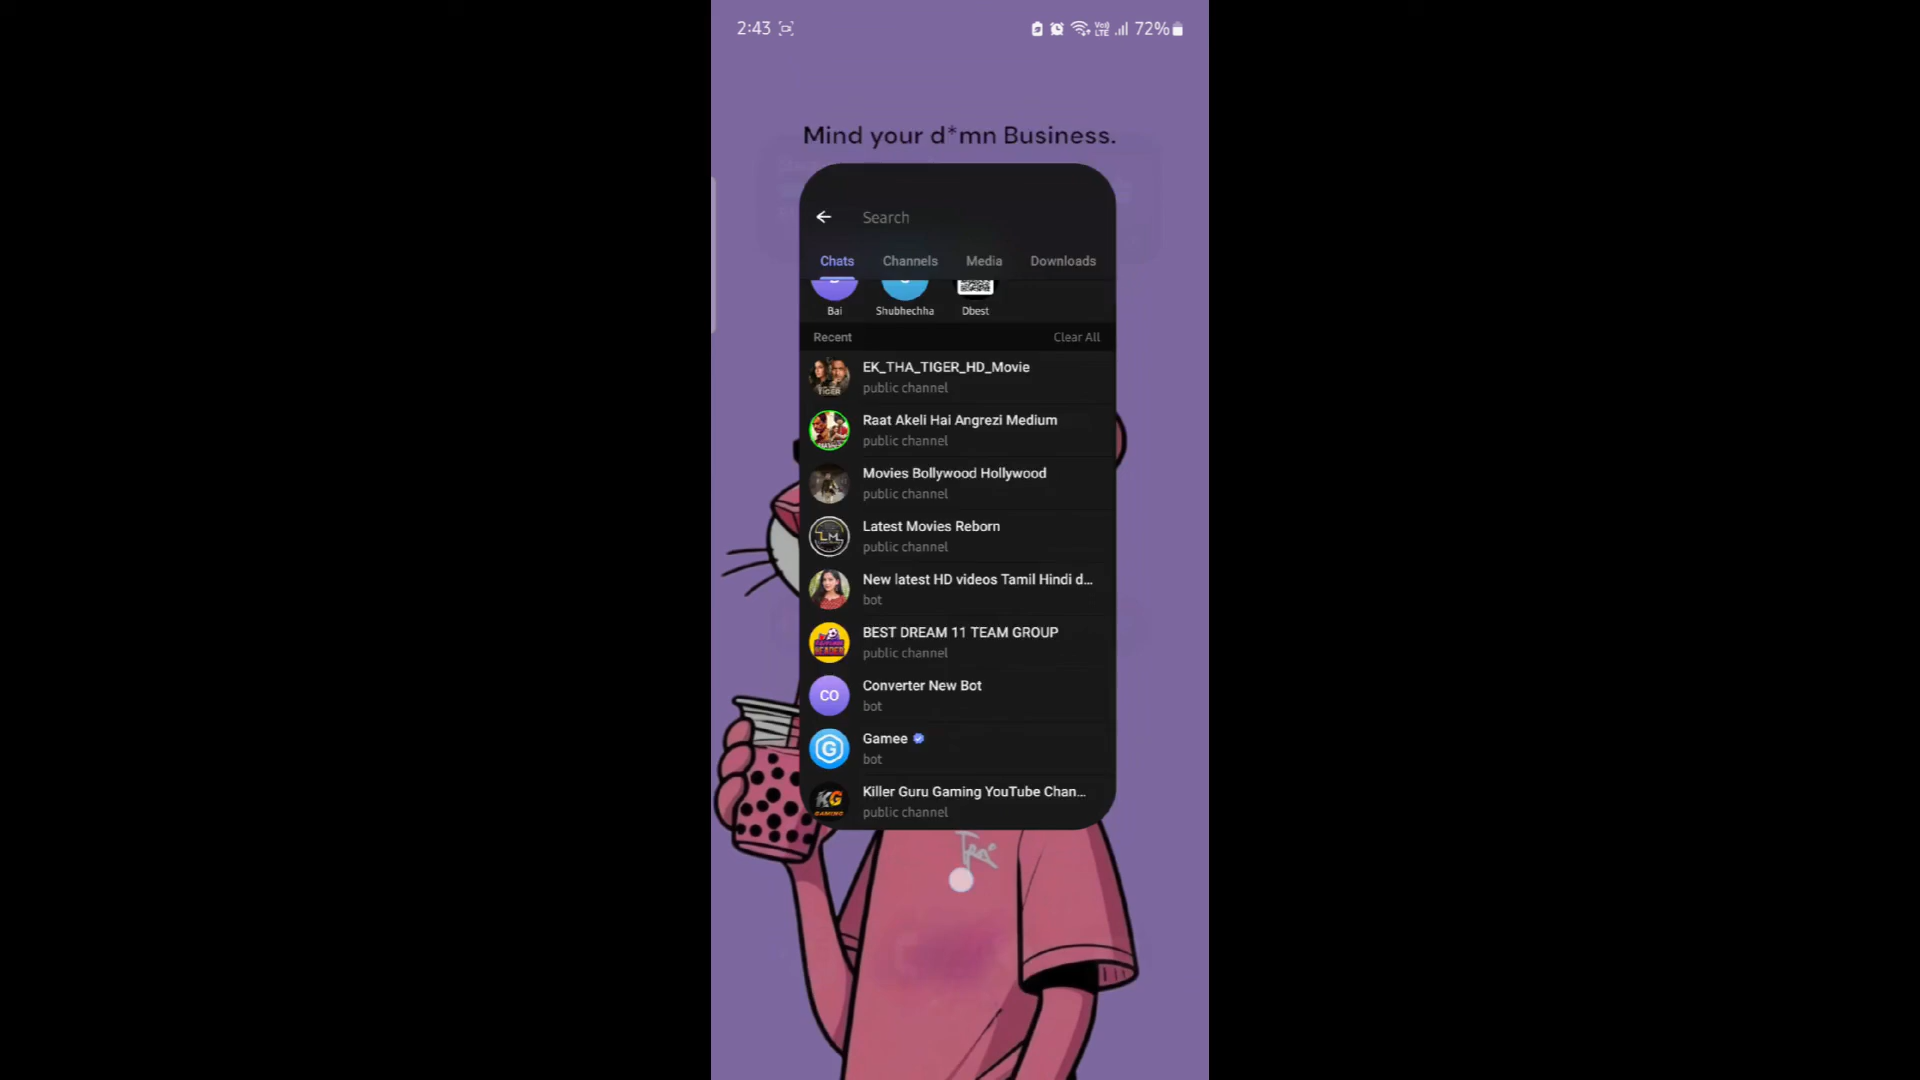 2:43
72%
Mind your d*mn Business.
Search
Chats Channels Media Downloads
Bai Shubhechha Dbest
Recent Clear All
EK_THA_TIGER_HD_Movie
public channel
Raat Akeli Hai Angrezi Medium
public channel
Movies Bollywood Hollywood
public channel
Latest Movies Reborn
public channel
New latest HD videos Tamil Hindi d...
bot
BEST DREAM 11 TEAM GROUP
public channel
CO
Converter New Bot
bot
Gamee
bot
Killer Guru Gaming YouTube Chan...
public channel